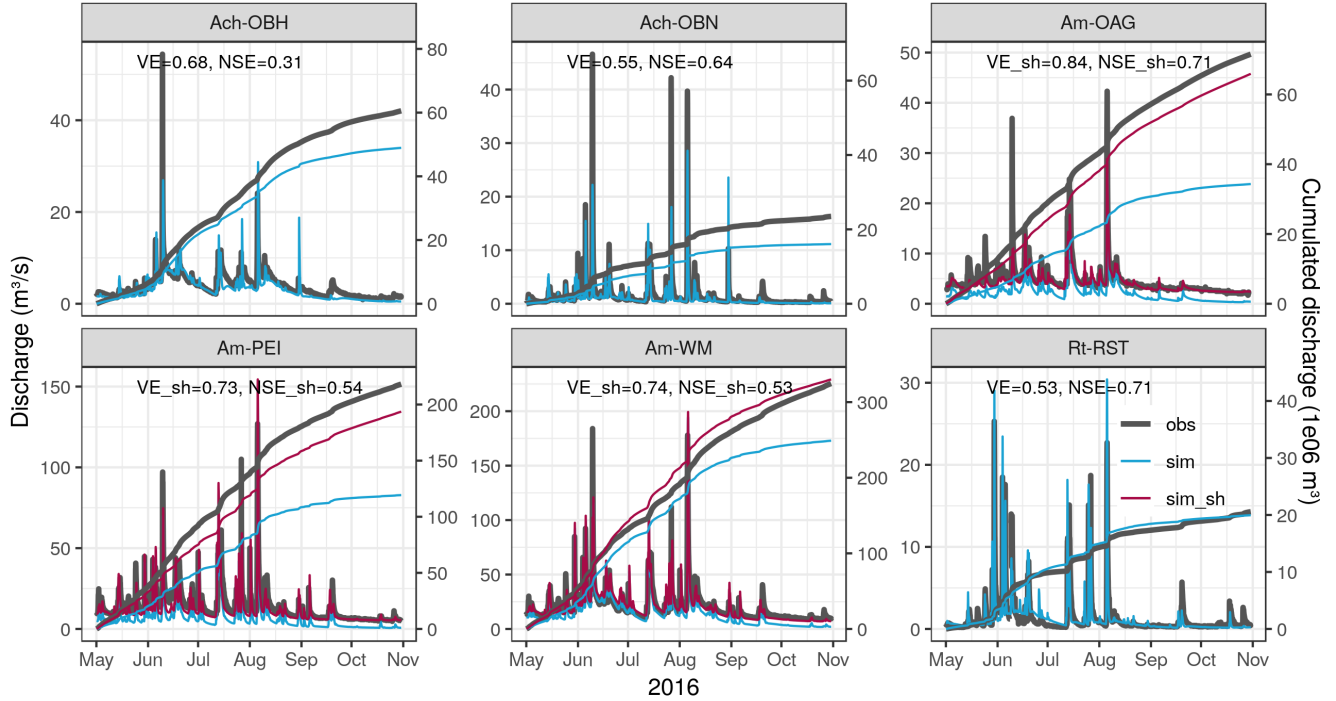 Ach-OBH
Ach-OBN
Am-OAG
VE=0.68, NSE=0.31
VE=0.55, NSE=0.64
VE_sh=0.84, NSE_sh=0.71
0
20
40
0
20
40
60
80
0
10
20
30
40
0
20
40
60
0
10
20
30
40
50
0
20
40
60
Am-PEI
Am-WM
Rt-RST
VE_sh=0.73, NSE_sh=0.54
VE_sh=0.74, NSE_sh=0.53
VE=0.53, NSE=0.71
0
50
100
150
0
50
100
150
200
0
50
100
150
200
0
100
200
300
0
10
20
30
0
10
20
30
40
obs
sim
sim_sh
May Jun Jul Aug Sep Oct Nov
May Jun Jul Aug Sep Oct Nov
May Jun Jul Aug Sep Oct Nov
2016
Discharge (m³/s)
Cumulated discharge (1e06 m³)